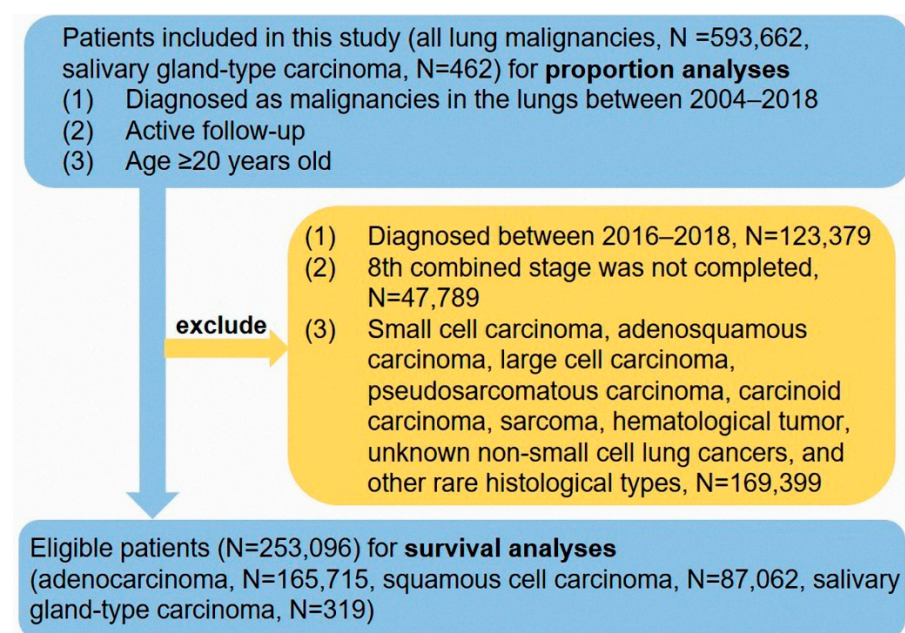 Patients included in this study (all lung malignancies, N =593,662,
salivary gland-type carcinoma, N=462) for proportion analyses
(1) Diagnosed as malignancies in the lungs between 2004–2018
(2) Active follow-up
(3) Age ≥20 years old
exclude
(1) Diagnosed between 2016–2018, N=123,379
(2) 8th combined stage was not completed,
N=47,789
(3) Small cell carcinoma, adenosquamous
carcinoma, large cell carcinoma,
pseudosarcomatous carcinoma, carcinoid
carcinoma, sarcoma, hematological tumor,
unknown non-small cell lung cancers, and
other rare histological types, N=169,399
Eligible patients (N=253,096) for survival analyses
(adenocarcinoma, N=165,715, squamous cell carcinoma, N=87,062, salivary
gland-type carcinoma, N=319)